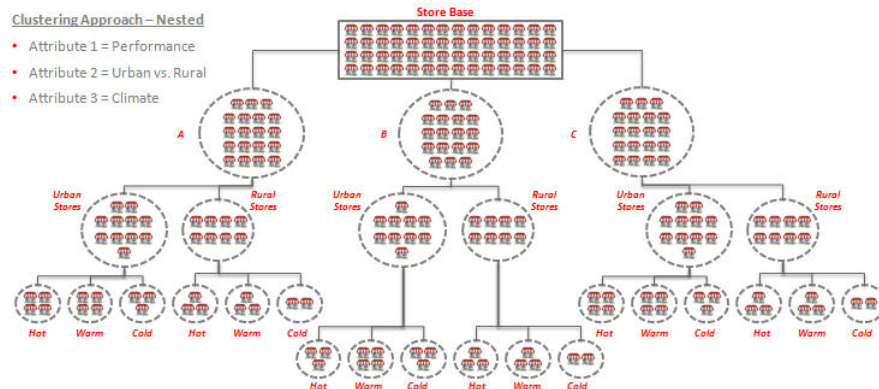 Clustering Approach – Nested
• Attribute 1 = Performance
• Attribute 2 = Urban vs. Rural
• Attribute 3 = Climate
Store Base
A
B
C
Urban
Stores
Rural
Stores
Urban
Stores
Rural
Stores
Urban
Stores
Rural
Stores
Hot
Warm
Cold
Hot
Warm
Cold
Hot
Warm
Cold
Hot
Warm
Cold
Hot
Warm
Cold
Hot
Warm
Cold